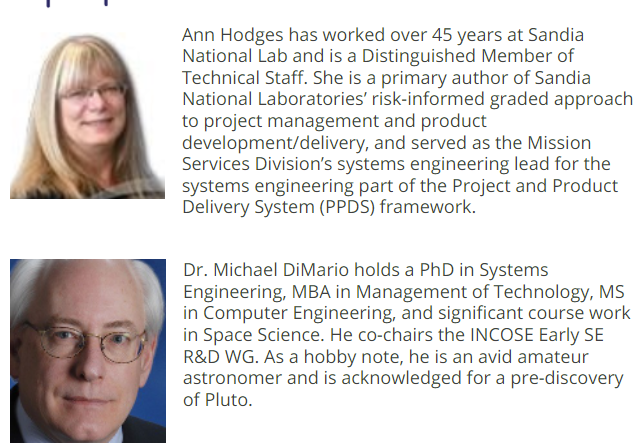 Ann Hodges has worked over 45 years at Sandia
National Lab and is a Distinguished Member of
Technical Staff. She is a primary author of Sandia
National Laboratories’ risk-informed graded approach
to project management and product
development/delivery, and served as the Mission
Services Division’s systems engineering lead for the
systems engineering part of the Project and Product
Delivery System (PPDS) framework.
Dr. Michael DiMario holds a PhD in Systems
Engineering, MBA in Management of Technology, MS
in Computer Engineering, and significant course work
in Space Science. He co-chairs the INCOSE Early SE
R&D WG. As a hobby note, he is an avid amateur
astronomer and is acknowledged for a pre-discovery
of Pluto.